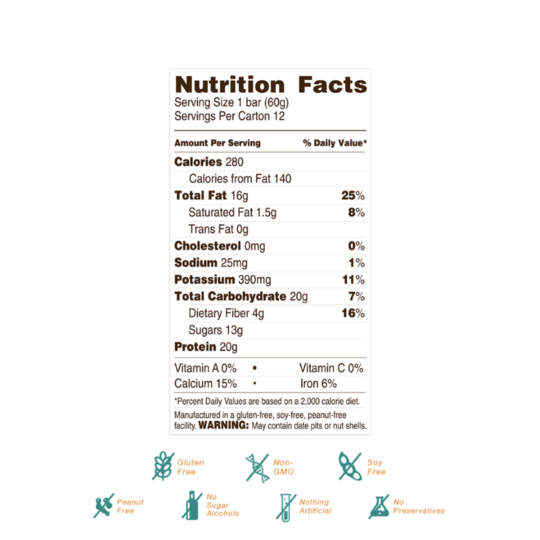 Nutrition Facts
Serving Size 1 bar (60g)
Servings Per Carton 12
Amount Per Serving % Daily Value*
Calories 280
Calories from Fat 140
Total Fat 16g 25%
Saturated Fat 1.5g 8%
Trans Fat 0g
Cholesterol 0mg 0%
Sodium 25mg 1%
Potassium 390mg 11%
Total Carbohydrate 20g 7%
Dietary Fiber 4g 16%
Sugars 13g
Protein 20g
Vitamin A 0% • Vitamin C 0%
Calcium 15% • Iron 6%
*Percent Daily Values are based on a 2,000 calorie diet.
Manufactured in a gluten-free, soy-free, peanut-free
facility. WARNING: May contain date pits or nut shells.
Gluten
Free
Non-
GMO
Soy
Free
Peanut
Free
No
Sugar
Alcohols
Nothing
Artificial
No
Preservatives